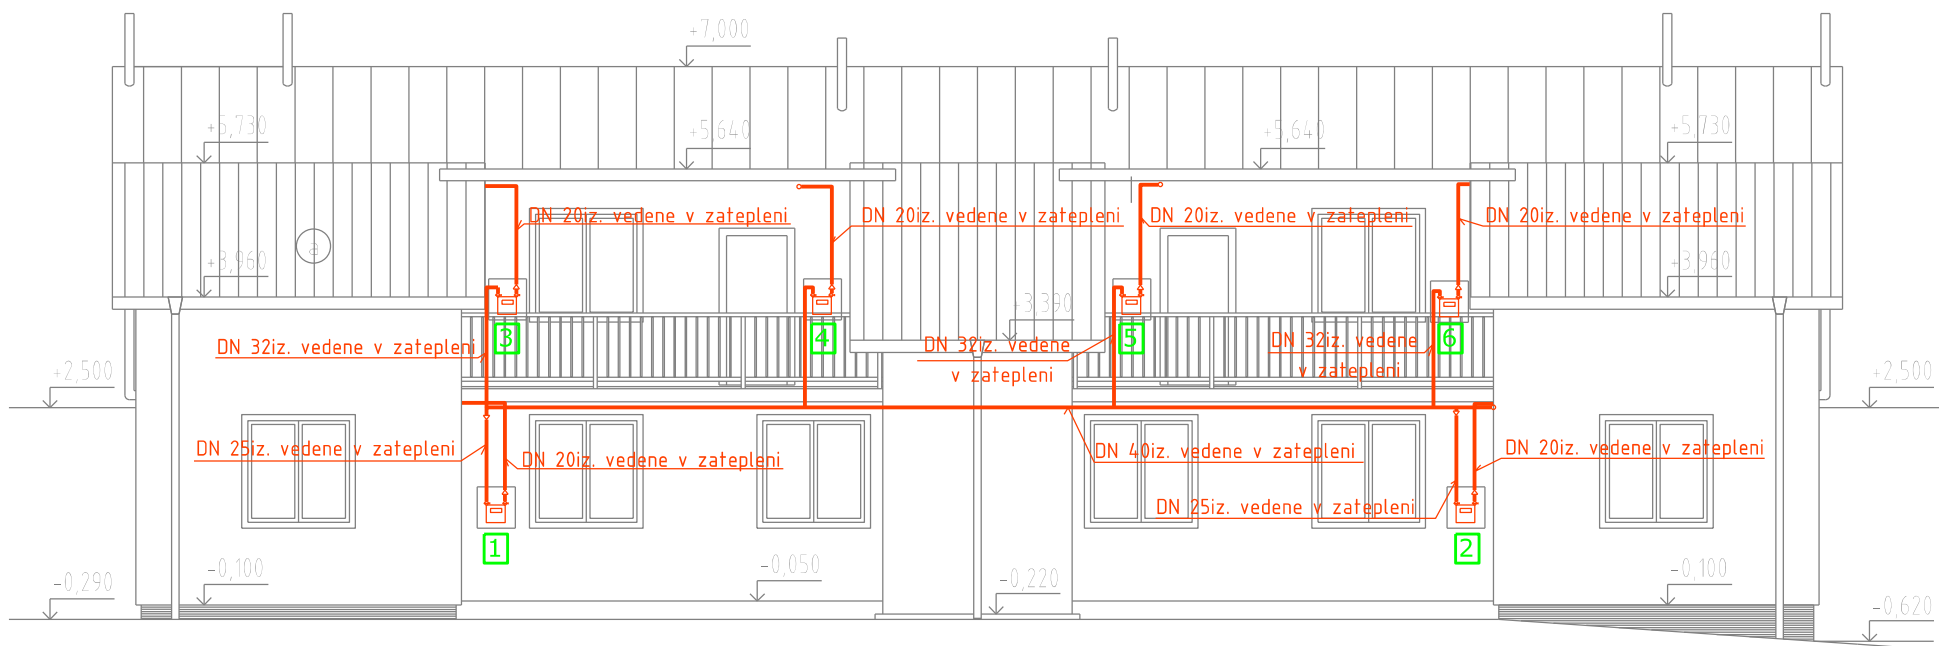 +7,000
+5,730
+5,640
+5,640
+5,730
DN 20iz. vedene v zatepleni
DN 20iz. vedene v zatepleni
DN 20iz. vedene v zatepleni
DN 20iz. vedene v zatepleni
a
+3,960
+3,960
+3,390
3
4
5
6
DN 32iz. vedene v zatepleni
DN 32iz. vedene
v zatepleni
DN 32iz. vedene
v zatepleni
+2,500
+2,500
DN 25iz. vedene v zatepleni
DN 20iz. vedene v zatepleni
DN 40iz. vedene v zatepleni
DN 20iz. vedene v zatepleni
DN 25iz. vedene v zatepleni
1
2
-0,290
-0,100
-0,050
-0,220
-0,100
-0,620